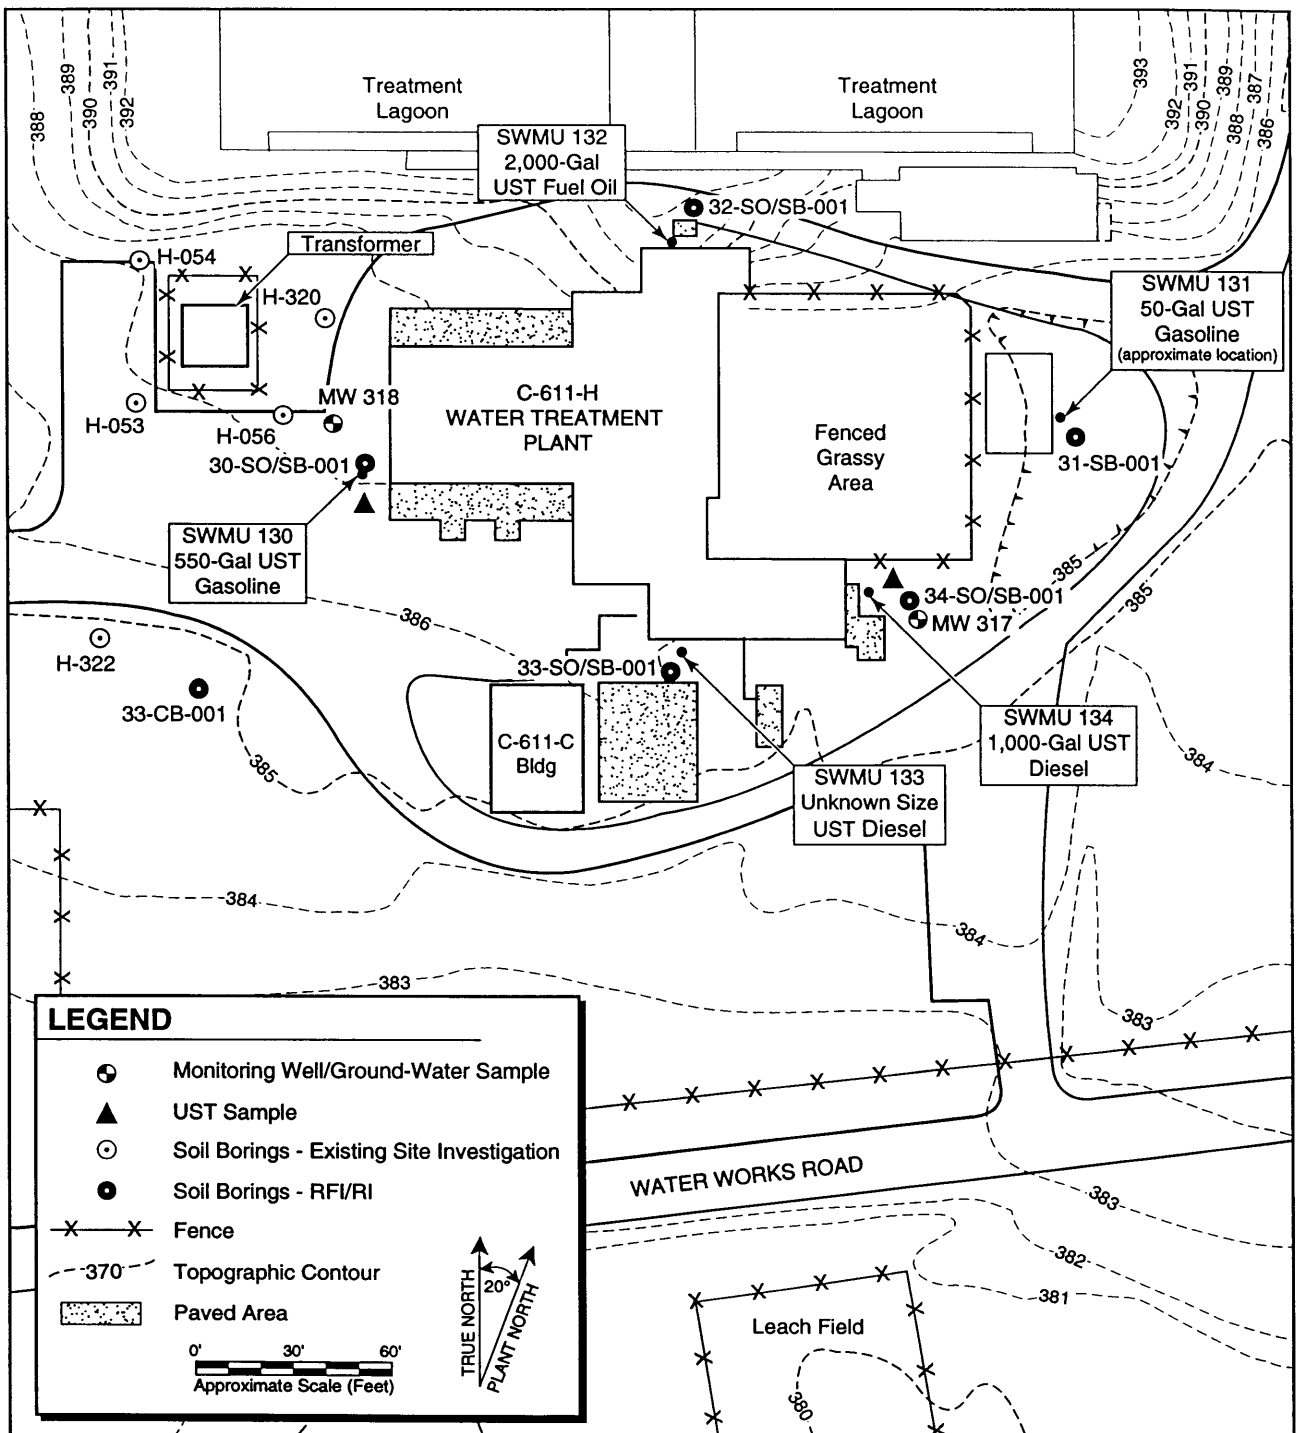 Treatment
Lagoon
Treatment
Lagoon
388
389
390
391
392
393
392
391
390
389
388
387
386
SWMU 132
2,000-Gal
UST Fuel Oil
32-SO/SB-001
Transformer
H-054
H-320
SWMU 131
50-Gal UST
Gasoline
(approximate location)
MW 318
H-053
H-056
C-611-H
WATER TREATMENT
PLANT
Fenced
Grassy
Area
30-SO/SB-001
31-SB-001
SWMU 130
550-Gal UST
Gasoline
385
385
386
34-SO/SB-001
MW 317
H-322
33-SO/SB-001
33-CB-001
385
C-611-C
Bldg
SWMU 134
1,000-Gal UST
Diesel
384
SWMU 133
Unknown Size
UST Diesel
384
384
383
383
LEGEND
Monitoring Well/Ground-Water Sample
UST Sample
Soil Borings - Existing Site Investigation
Soil Borings - RFI/RI
X X Fence
370 Topographic Contour
Paved Area
0' 30' 60'
Approximate Scale (Feet)
TRUE NORTH
20°
PLANT NORTH
WATER WORKS ROAD
383
382
381
Leach Field
380